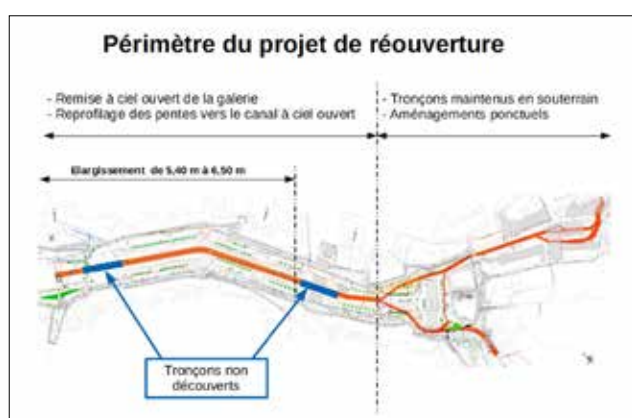 Périmètre du projet de réouverture
- Remise à ciel ouvert de la galerie
- Reprofilage des pentes vers le canal à ciel ouvert
- Tronçons maintenus en souterrain
- Aménagements ponctuels
Elargissement de 5,40 m à 6,50 m
Tronçons non
découverts